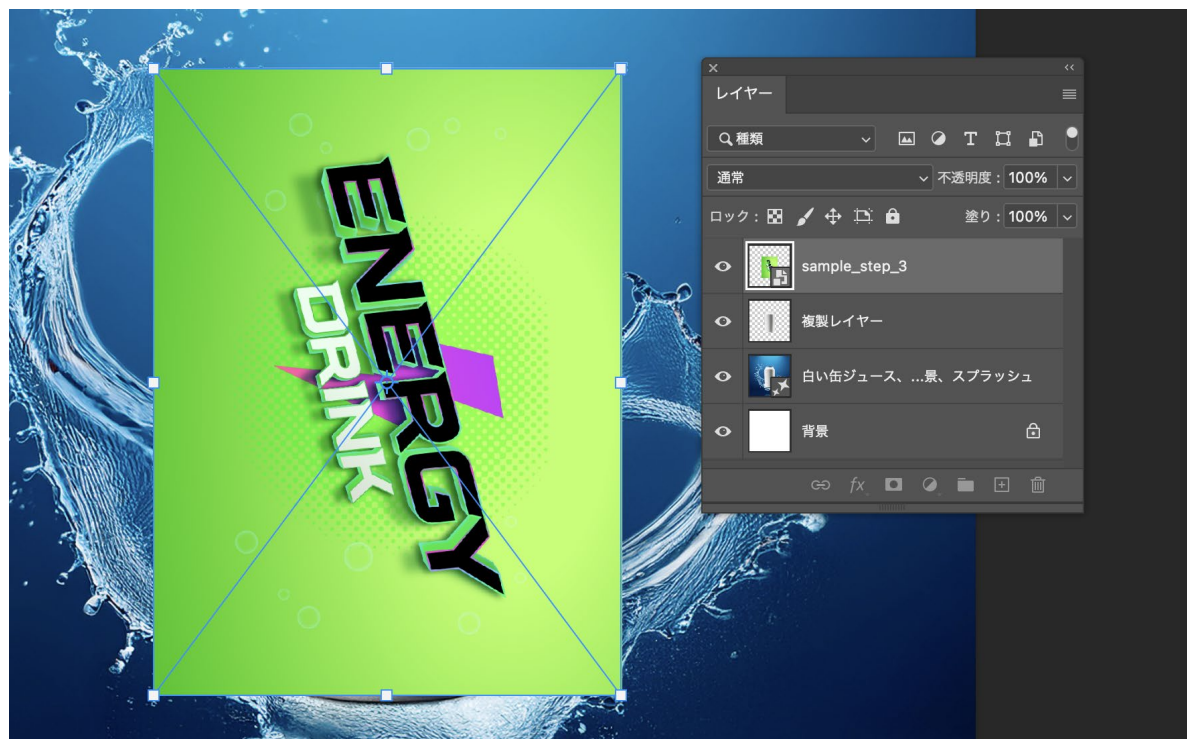 ENERGY
DRINK
レイヤー
種類
通常
不透明度 : 100%
ロック :
塗り : 100%
sample_step_3
複製レイヤー
白い缶ジュース、...景、スプラッシュ
背景
fx